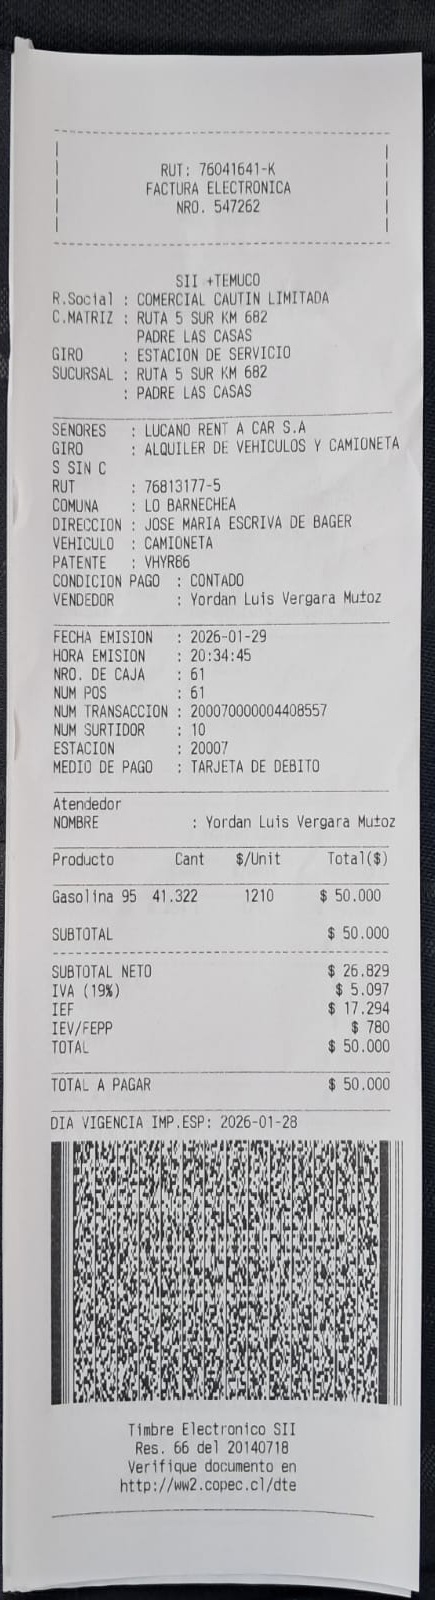 RUT: 76041641-K
FACTURA ELECTRONICA
NRO. 547262
SII +TEMUCO
R.Social : COMERCIAL CAUTIN LIMITADA
C.MATRIZ : RUTA 5 SUR KM 682
PADRE LAS CASAS
GIRO : ESTACION DE SERVICIO
SUCURSAL : RUTA 5 SUR KM 682
: PADRE LAS CASAS
SENORES : LUCANO RENT A CAR S.A
GIRO : ALQUILER DE VEHICULOS Y CAMIONETA
S SIN C
RUT : 76813177-5
COMUNA : LO BARNECHEA
DIRECCION : JOSE MARIA ESCRIVA DE BAGER
VEHICULO : CAMIONETA
PATENTE : VHYR86
CONDICION PAGO : CONTADO
VENDEDOR : Yordan Luis Vergara Mu±oz
FECHA EMISION : 2026-01-29
HORA EMISION : 20:34:45
NRO. DE CAJA : 61
NUM POS : 61
NUM TRANSACCION : 200070000004408557
NUM SURTIDOR : 10
ESTACION : 20007
MEDIO DE PAGO : TARJETA DE DEBITO
Atendedor
NOMBRE : Yordan Luis Vergara Mu±oz
Producto Cant $/Unit Total($)
Gasolina 95 41.322 1210 $ 50.000
SUBTOTAL $ 50.000
SUBTOTAL NETO $ 26.829
IVA (19%) $ 5.097
IEF $ 17.294
IEV/FEPP $ 780
TOTAL $ 50.000
TOTAL A PAGAR $ 50.000
DIA VIGENCIA IMP.ESP: 2026-01-28
Timbre Electronico SII
Res. 66 del 20140718
Verifique documento en
http://ww2.copec.cl/dte